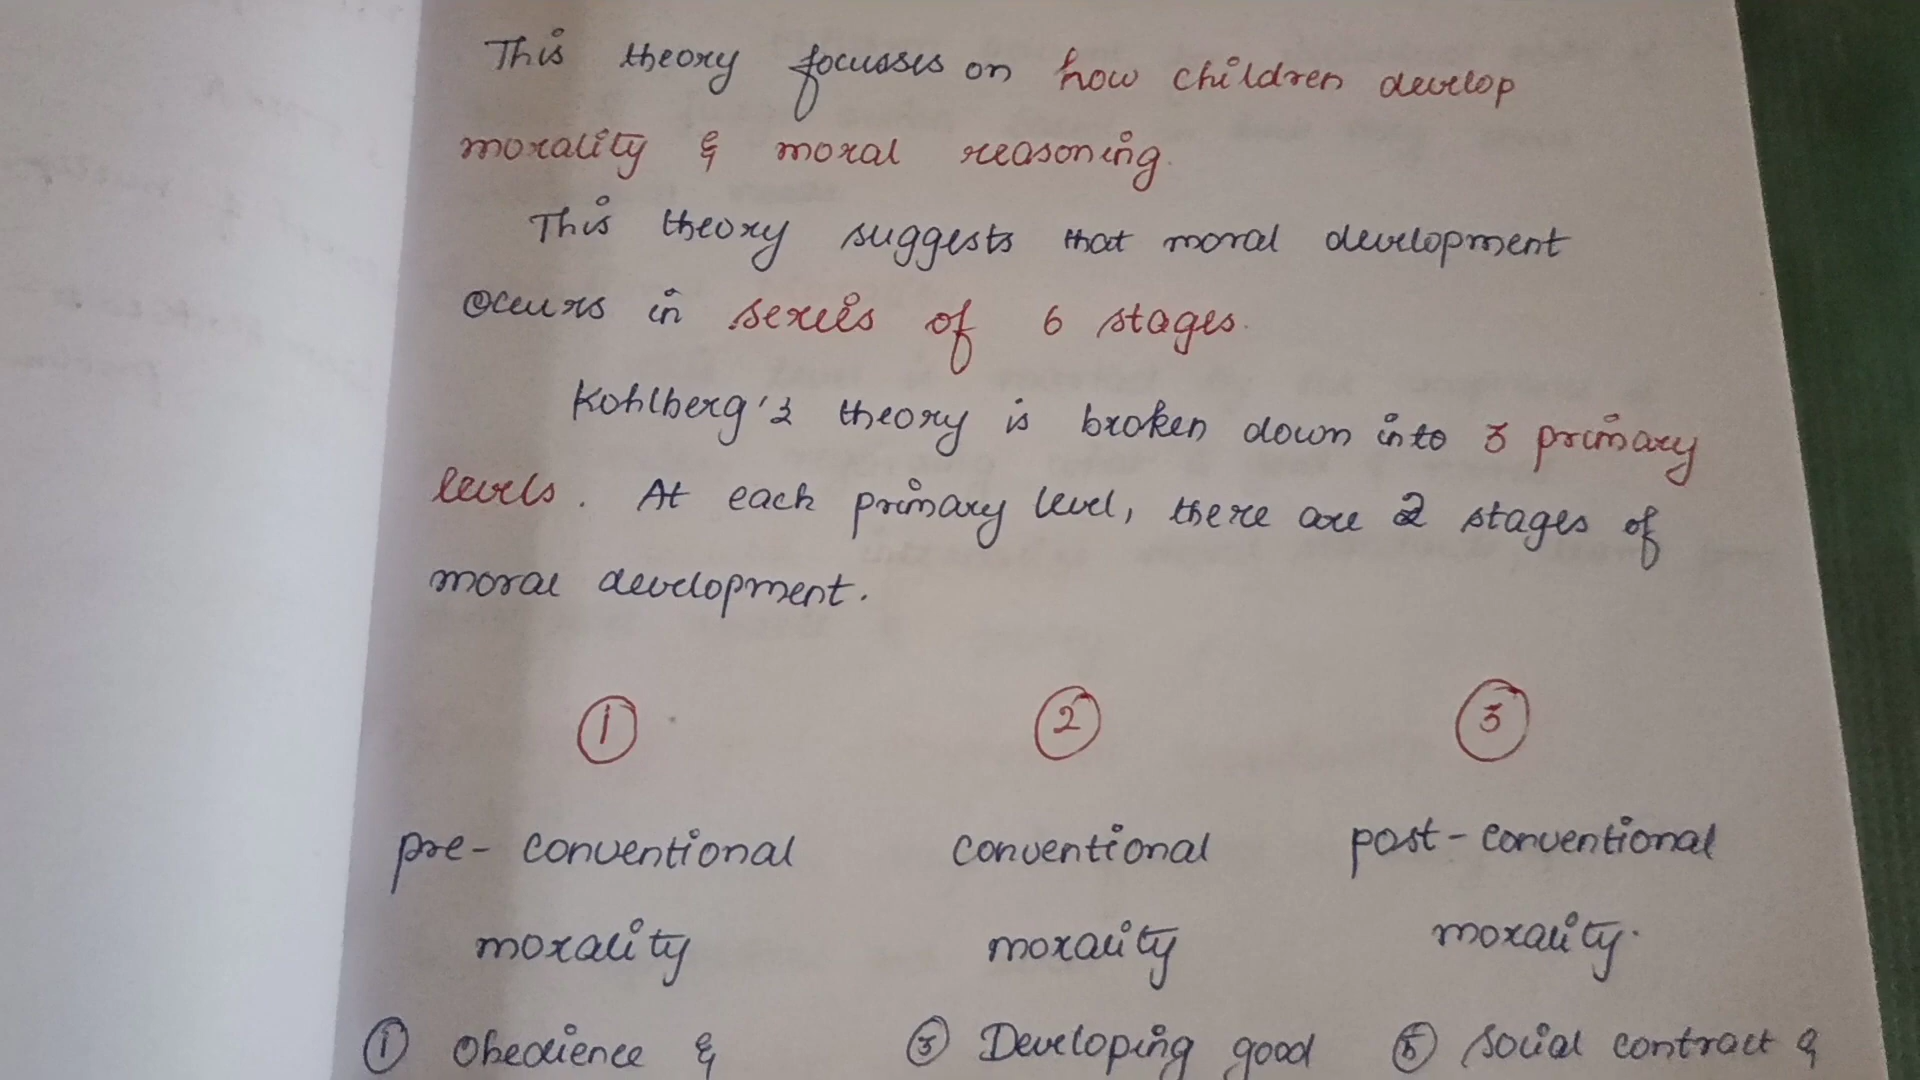 This theory focusses on how children develop
morality & moral reasoning.
This theory suggests that moral development
occurs in series of 6 stages.
Kohlberg's theory is broken down into 3 primary
levels. At each primary level, there are 2 stages of
moral development.
① ② ③
pre-conventional conventional post-conventional
morality morality morality.
① Obedience & ③ Developing good ⑤ social contract &